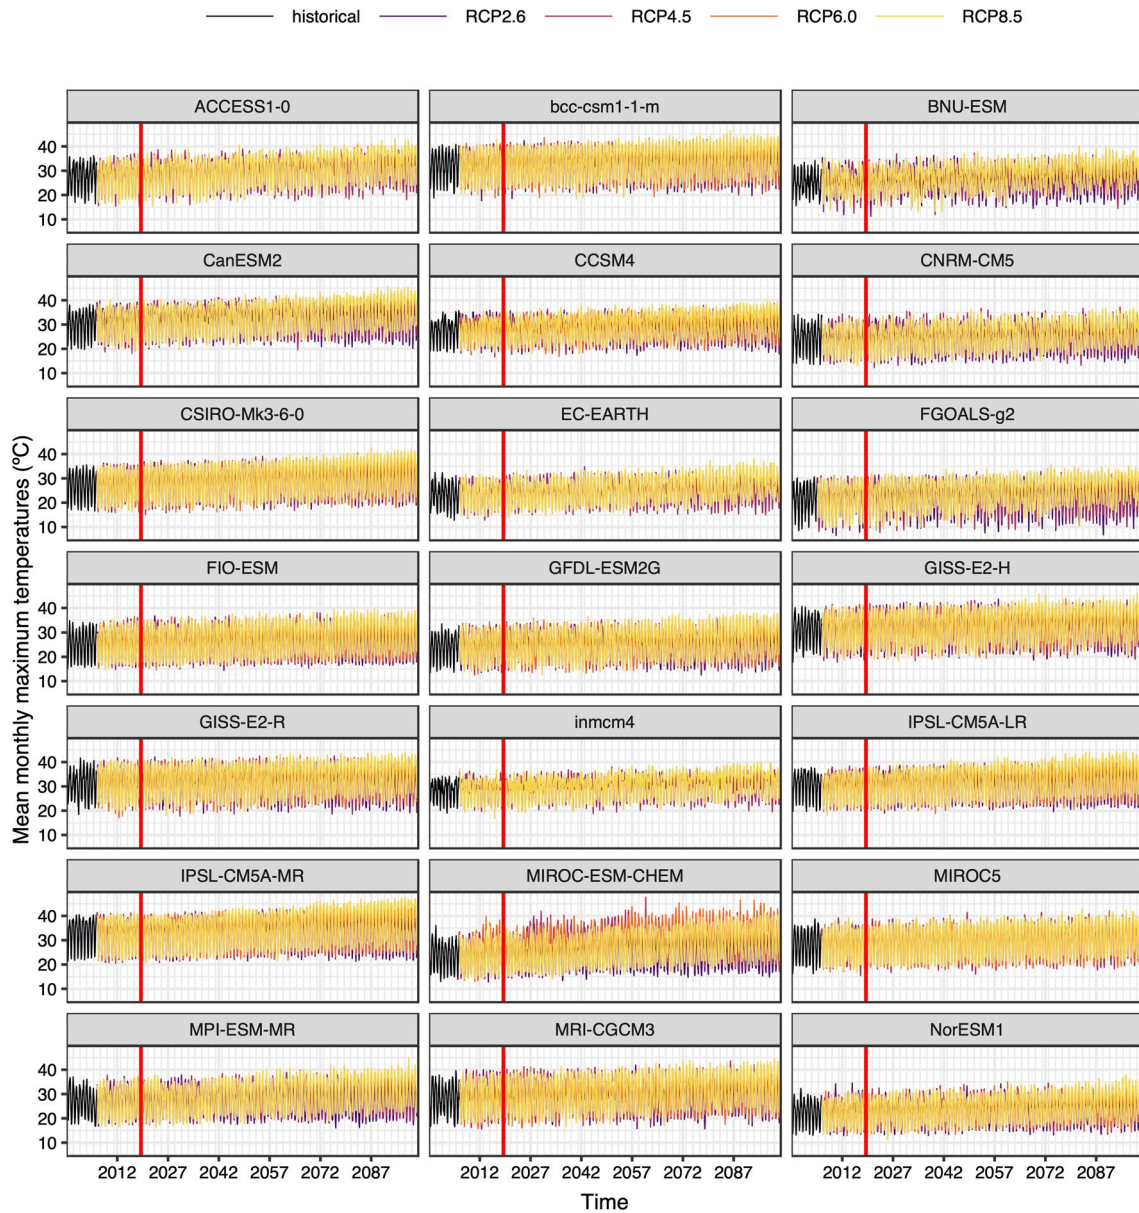 historical RCP2.6 RCP4.5 RCP6.0 RCP8.5
ACCESS1-0 bcc-csm1-1-m BNU-ESM
40
30
20
10
CanESM2 CCSM4 CNRM-CM5
40
30
20
10
CSIRO-Mk3-6-0 EC-EARTH FGOALS-g2
40
30
20
10
FIO-ESM GFDL-ESM2G GISS-E2-H
40
30
20
10
GISS-E2-R inmcm4 IPSL-CM5A-LR
40
30
20
10
IPSL-CM5A-MR MIROC-ESM-CHEM MIROC5
40
30
20
10
MPI-ESM-MR MRI-CGCM3 NorESM1
40
30
20
10
Mean monthly maximum temperatures (ºC)
2012 2027 2042 2057 2072 2087 2012 2027 2042 2057 2072 2087 2012 2027 2042 2057 2072 2087
Time